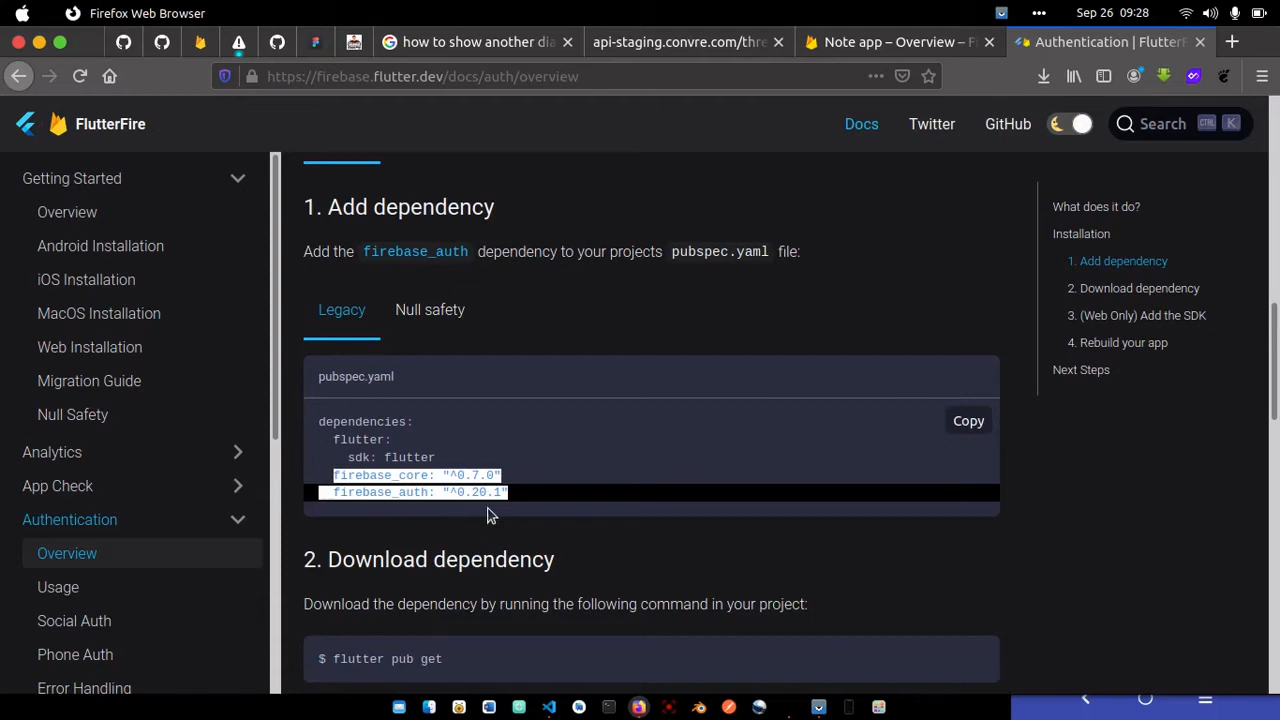 Firefox Web Browser
Sep 26 09:28
how to show another dia
api-staging.convre.com/thre
Note app – Overview – F
Authentication | FlutterF
https://firebase.flutter.dev/docs/auth/overview
FlutterFire
Docs
Twitter
GitHub
Search
CTRL
K
Getting Started
Overview
Android Installation
iOS Installation
MacOS Installation
Web Installation
Migration Guide
Null Safety
Analytics
App Check
Authentication
Overview
Usage
Social Auth
Phone Auth
Error Handling
1. Add dependency
Add the firebase_auth dependency to your projects pubspec.yaml file:
Legacy
Null safety
pubspec.yaml
Copy
dependencies:
flutter:
sdk: flutter
firebase_core: "^0.7.0"
firebase_auth: "^0.20.1"
2. Download dependency
Download the dependency by running the following command in your project:
$ flutter pub get
What does it do?
Installation
1. Add dependency
2. Download dependency
3. (Web Only) Add the SDK
4. Rebuild your app
Next Steps